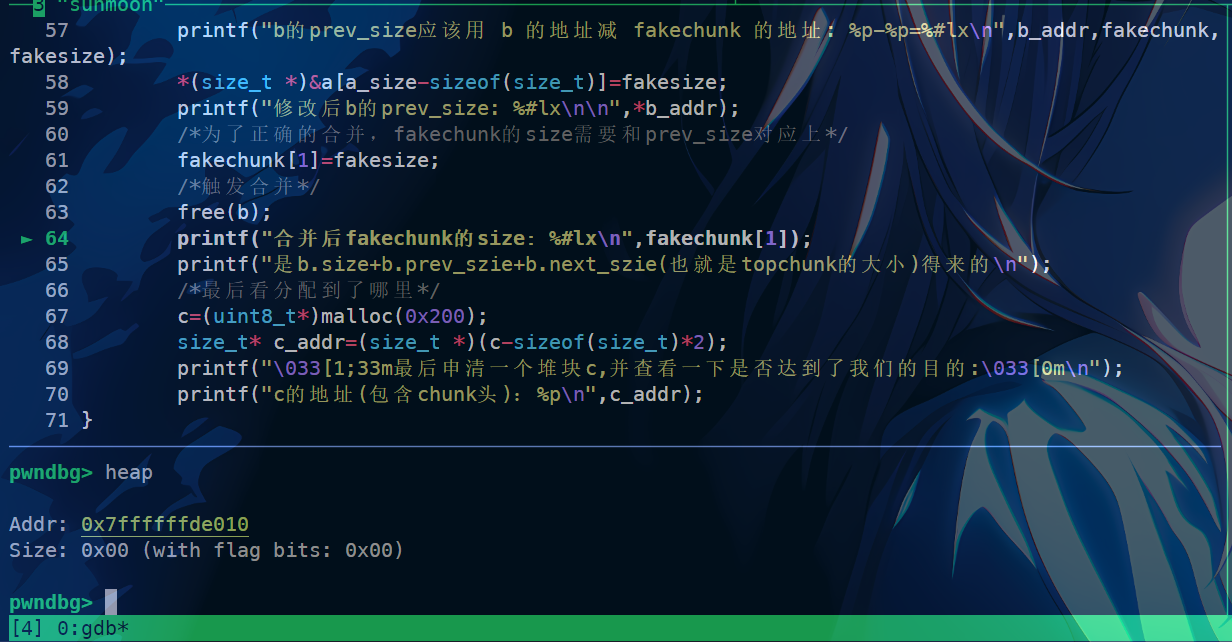 3 "sunmoon"
57 printf("b的prev_size应该用 b 的地址减 fakechunk 的地址: %p-%p=%#lx\n",b_addr,fakechunk,
fakesize);
58 *(size_t *)&a[a_size-sizeof(size_t)]=fakesize;
59 printf("修改后b的prev_size: %#lx\n\n",*b_addr);
60 /*为了正确的合并，fakechunk的size需要和prev_size对应上*/
61 fakechunk[1]=fakesize;
62 /*触发合并*/
63 free(b);
► 64 printf("合并后fakechunk的size: %#lx\n",fakechunk[1]);
65 printf("是b.size+b.prev_szie+b.next_szie(也就是topchunk的大小)得来的\n");
66 /*最后看分配到了哪里*/
67 c=(uint8_t*)malloc(0x200);
68 size_t* c_addr=(size_t *)(c-sizeof(size_t)*2);
69 printf("\033[1;33m最后申清一个堆块c,并查看一下是否达到了我们的目的:\033[0m\n");
70 printf("c的地址(包含chunk头): %p\n",c_addr);
71 }
pwndbg> heap
Addr: 0x7ffffffde010
Size: 0x00 (with flag bits: 0x00)
pwndbg>
[4] 0:gdb*